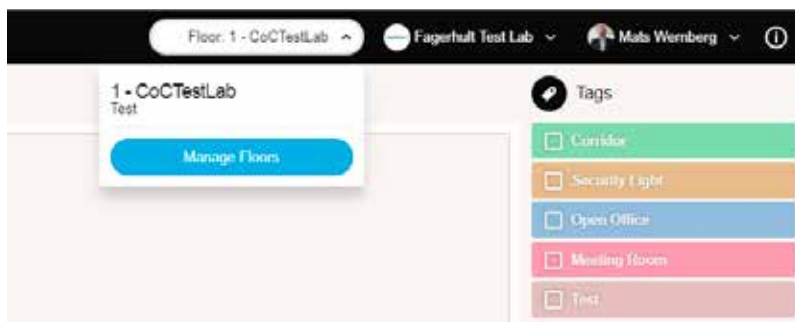 Floor: 1 - CoCTestLab
Fagerhult Test Lab
Mats Wernberg
1 - CoCTestLab
Test
Manage Floors
Tags
Corridor
Security Light
Open Office
Meeting Room
Test